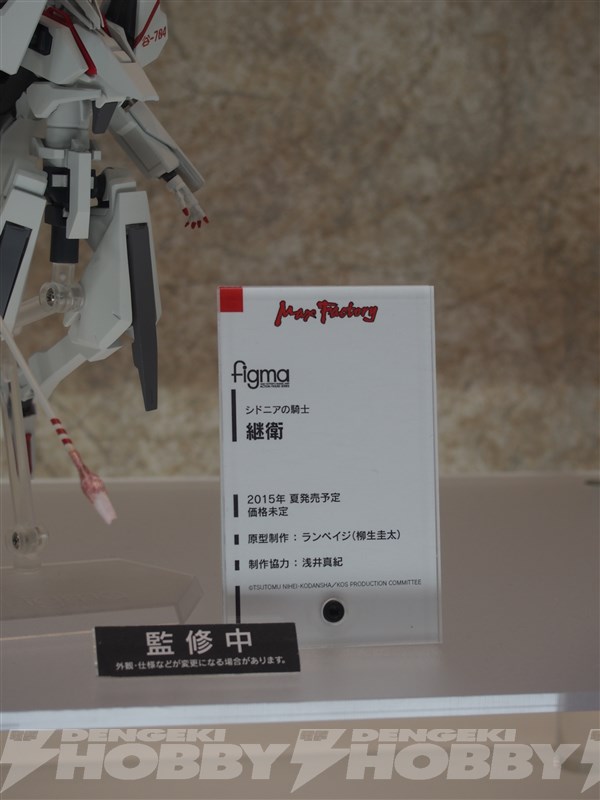 谷-704
Max Factory
figma
シドニアの騎士
継衛
2015年 夏発売予定
価格未定
原型制作 : ランペイジ(柳生圭太)
制作協力 : 浅井真紀
©TSUTOMU NIHEI・KODANSHA/KOS PRODUCTION COMMITTEE
監修中
外観・仕様などが変更になる場合があります。
DENGEKI DENGEKI
HOBBY HOBBY